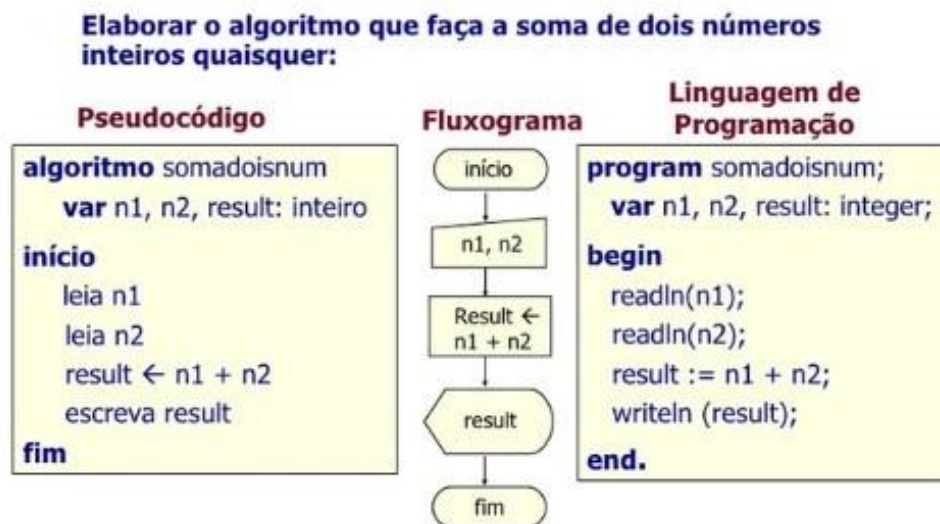 Elaborar o algoritmo que faça a soma de dois números
inteiros quaisquer:
Pseudocódigo
algoritmo somadoisnum
var n1, n2, result: inteiro
início
leia n1
leia n2
result ← n1 + n2
escreva result
fim
Fluxograma
início
n1, n2
Result ←
n1 + n2
result
fim
Linguagem de
Programação
program somadoisnum;
var n1, n2, result: integer;
begin
readln(n1);
readln(n2);
result := n1 + n2;
writeln (result);
end.